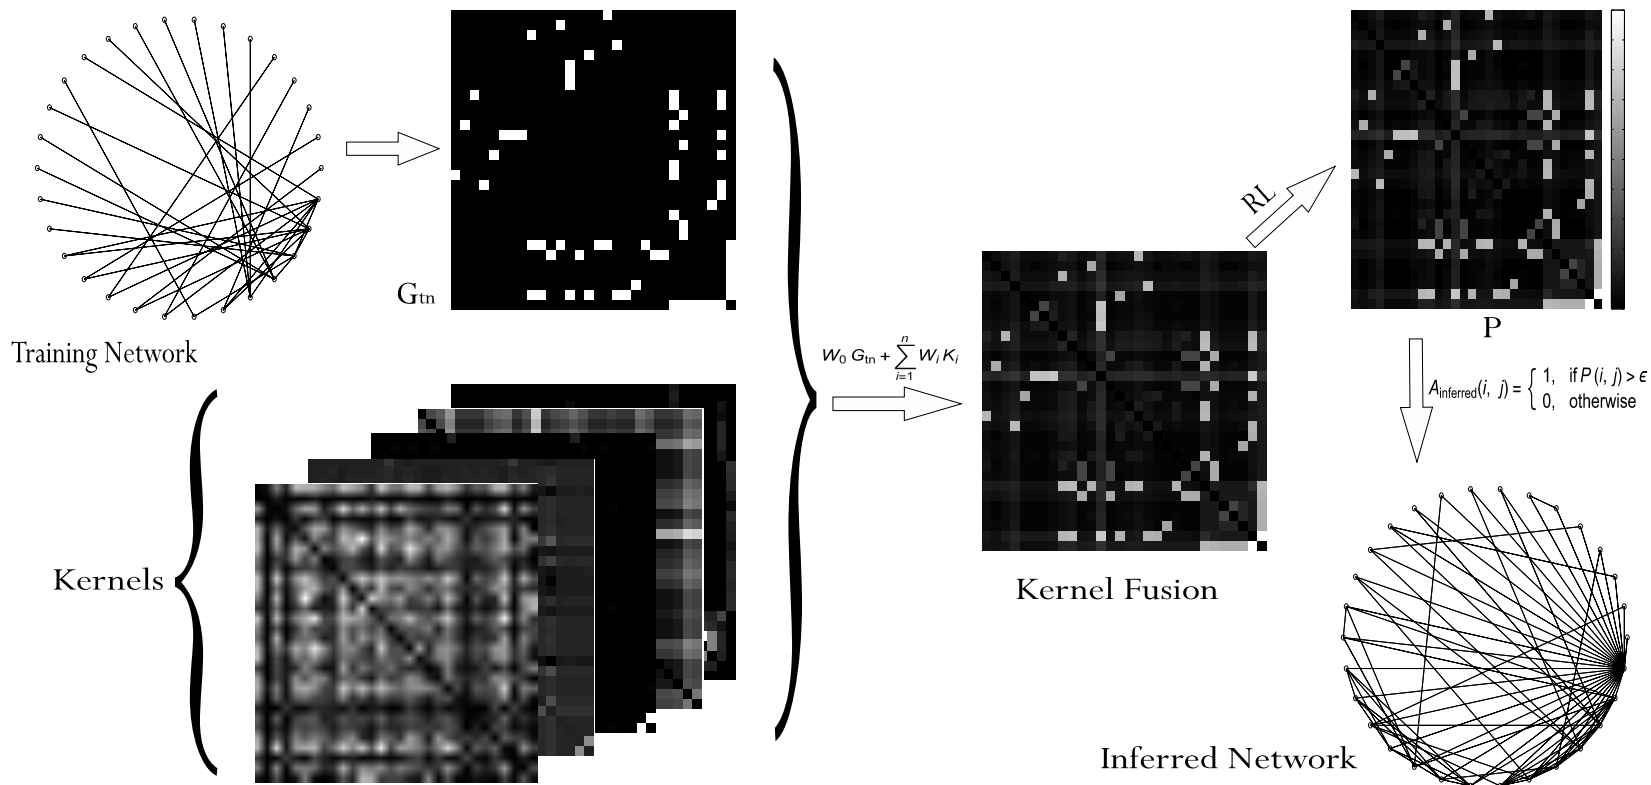 Training Network
Gtn
Kernels
n
W0 Gtn + ∑ Wi Ki
i=1
Kernel Fusion
RL
P
Ainferred(i, j) = { 1, if P(i, j) > ϵ
0, otherwise
Inferred Network